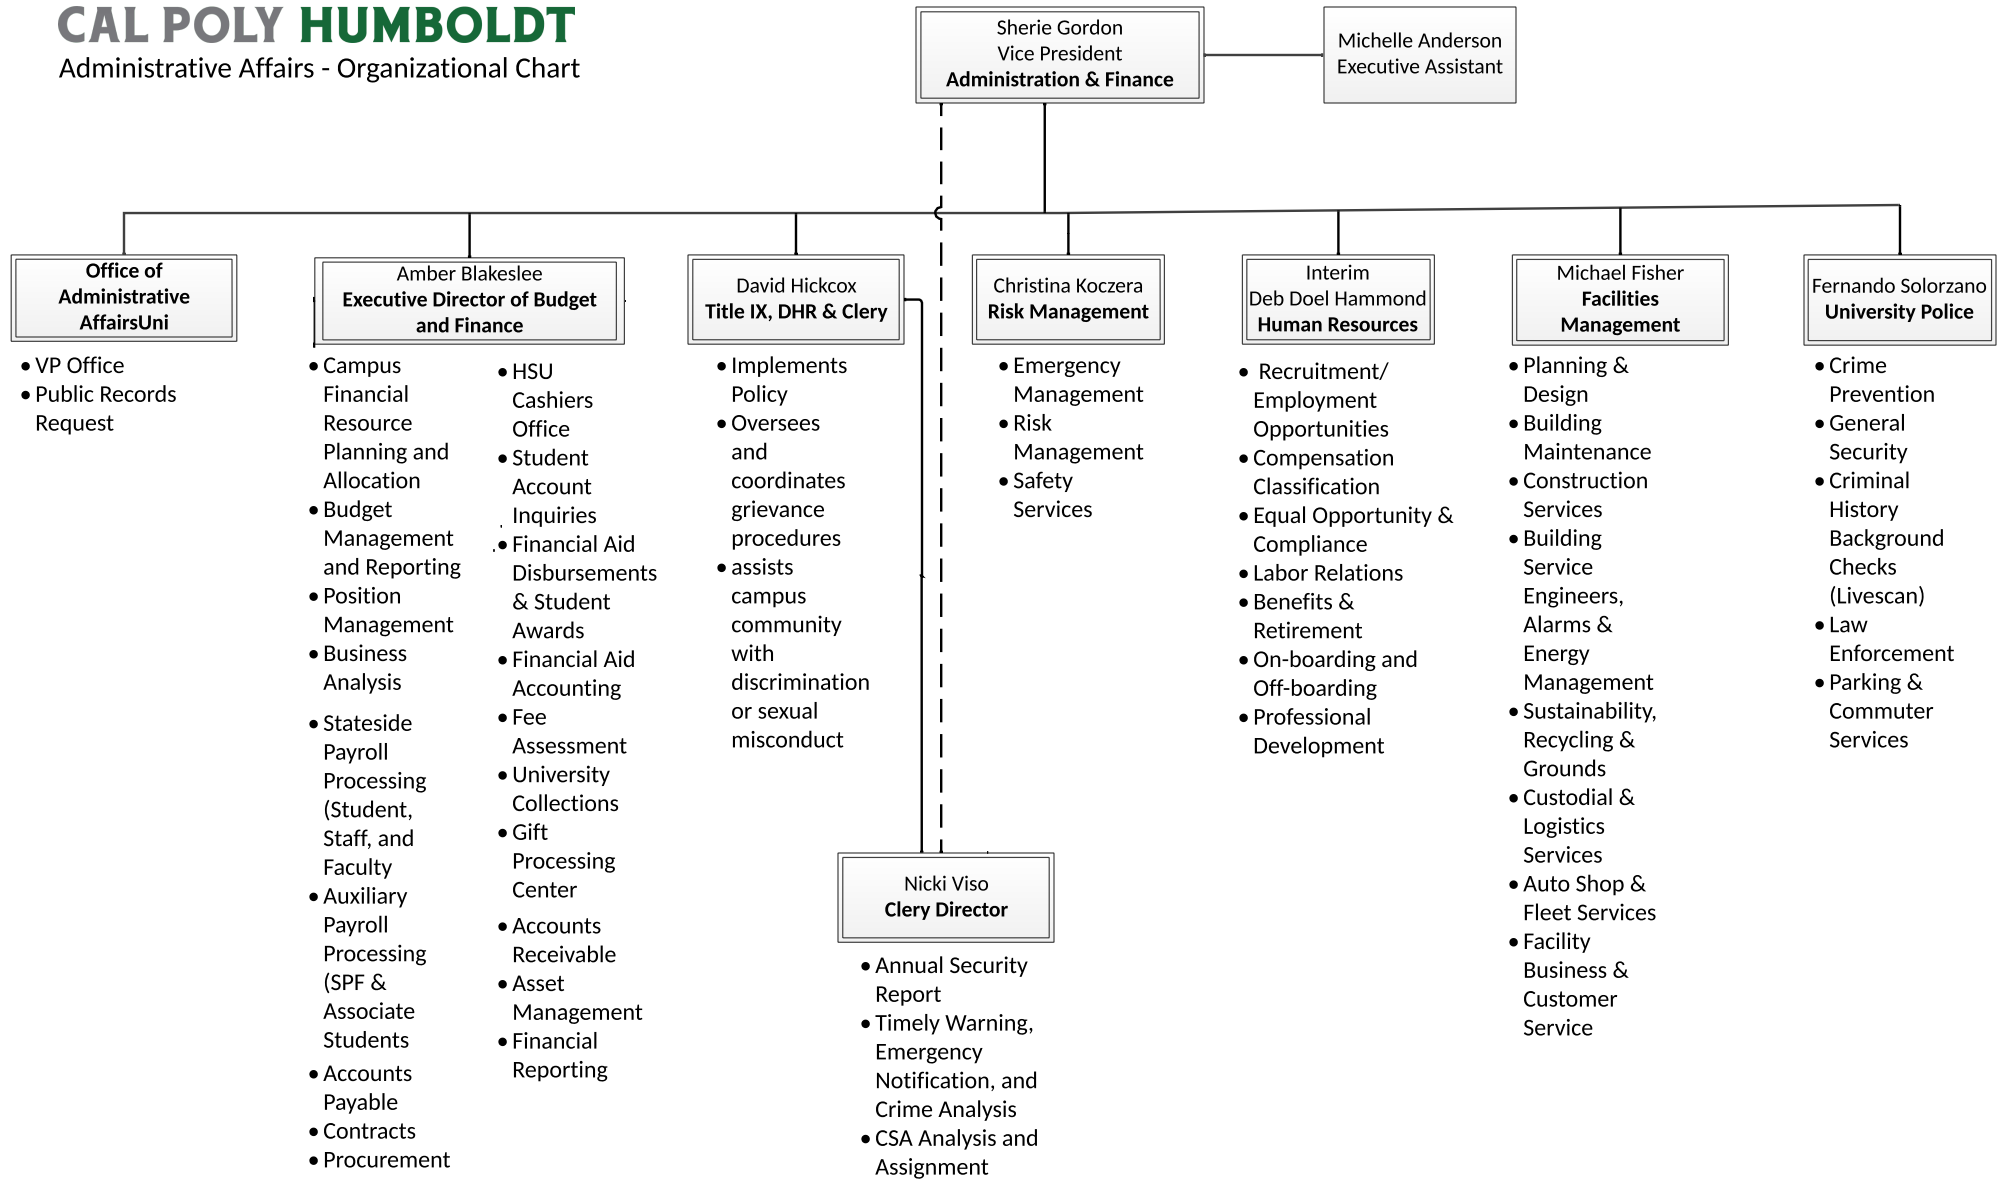 CAL POLY HUMBOLDT
Administrative Affairs - Organizational Chart
Sherie Gordon
Vice President
Administration & Finance
Michelle Anderson
Executive Assistant
Office of
Administrative
AffairsUni
• VP Office
• Public Records
Request
Amber Blakeslee
Executive Director of Budget
and Finance
• Campus
Financial
Resource
Planning and
Allocation
• Budget
Management
and Reporting
• Position
Management
• Business
Analysis
• Stateside
Payroll
Processing
(Student,
Staff, and
Faculty
• Auxiliary
Payroll
Processing
(SPF &
Associate
Students
• Accounts
Payable
• Contracts
• Procurement
• HSU
Cashiers
Office
• Student
Account
Inquiries
• Financial Aid
Disbursements
& Student
Awards
• Financial Aid
Accounting
• Fee
Assessment
• University
Collections
• Gift
Processing
Center
• Accounts
Receivable
• Asset
Management
• Financial
Reporting
David Hickcox
Title IX, DHR & Clery
• Implements
Policy
• Oversees
and
coordinates
grievance
procedures
• assists
campus
community
with
discrimination
or sexual
misconduct
Nicki Viso
Clery Director
• Annual Security
Report
• Timely Warning,
Emergency
Notification, and
Crime Analysis
• CSA Analysis and
Assignment
Christina Koczera
Risk Management
• Emergency
Management
• Risk
Management
• Safety
Services
Interim
Deb Doel Hammond
Human Resources
• Recruitment/
Employment
Opportunities
• Compensation
Classification
• Equal Opportunity &
Compliance
• Labor Relations
• Benefits &
Retirement
• On-boarding and
Off-boarding
• Professional
Development
Michael Fisher
Facilities
Management
• Planning &
Design
• Building
Maintenance
• Construction
Services
• Building
Service
Engineers,
Alarms &
Energy
Management
• Sustainability,
Recycling &
Grounds
• Custodial &
Logistics
Services
• Auto Shop &
Fleet Services
• Facility
Business &
Customer
Service
Fernando Solorzano
University Police
• Crime
Prevention
• General
Security
• Criminal
History
Background
Checks
(Livescan)
• Law
Enforcement
• Parking &
Commuter
Services